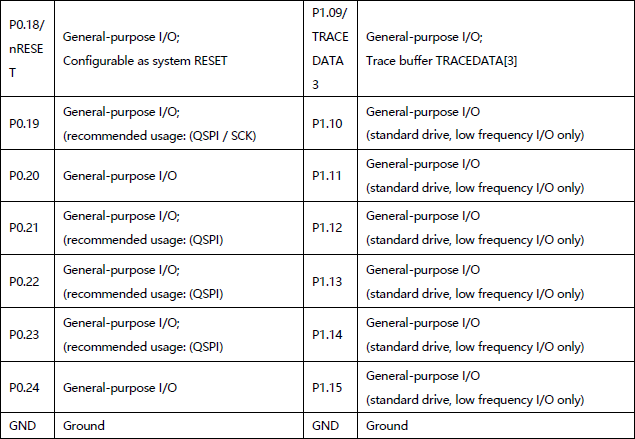 P0.18/
nRESE
T
General-purpose I/O;
Configurable as system RESET
P1.09/
TRACE
DATA
3
General-purpose I/O;
Trace buffer TRACEDATA[3]
P0.19
General-purpose I/O;
(recommended usage: (QSPI / SCK)
P1.10
General-purpose I/O
(standard drive, low frequency I/O only)
P0.20
General-purpose I/O
P1.11
General-purpose I/O
(standard drive, low frequency I/O only)
P0.21
General-purpose I/O;
(recommended usage: (QSPI)
P1.12
General-purpose I/O
(standard drive, low frequency I/O only)
P0.22
General-purpose I/O;
(recommended usage: (QSPI)
P1.13
General-purpose I/O
(standard drive, low frequency I/O only)
P0.23
General-purpose I/O;
(recommended usage: (QSPI)
P1.14
General-purpose I/O
(standard drive, low frequency I/O only)
P0.24
General-purpose I/O
P1.15
General-purpose I/O
(standard drive, low frequency I/O only)
GND
Ground
GND
Ground